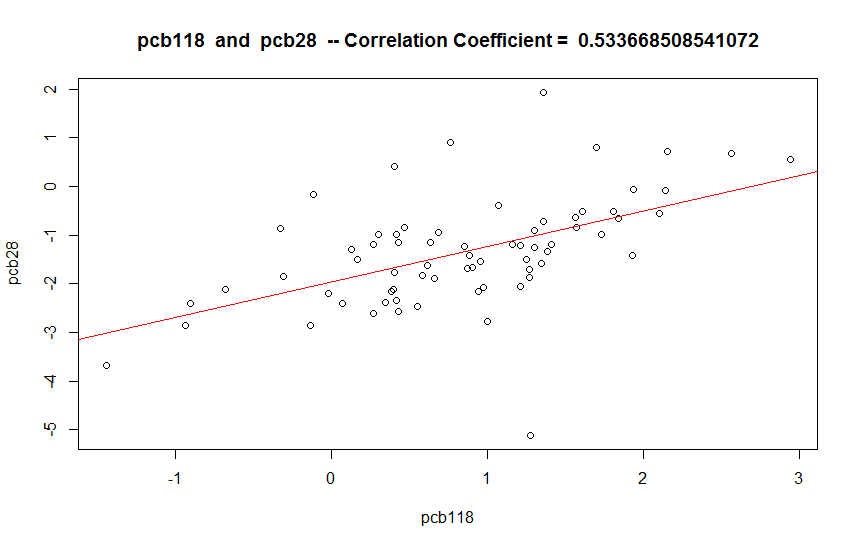 pcb118 and pcb28 -- Correlation Coefficient = 0.533668508541072
2
1
0
-1
-2
-3
-4
-5
pcb28
-1 0 1 2 3
pcb118